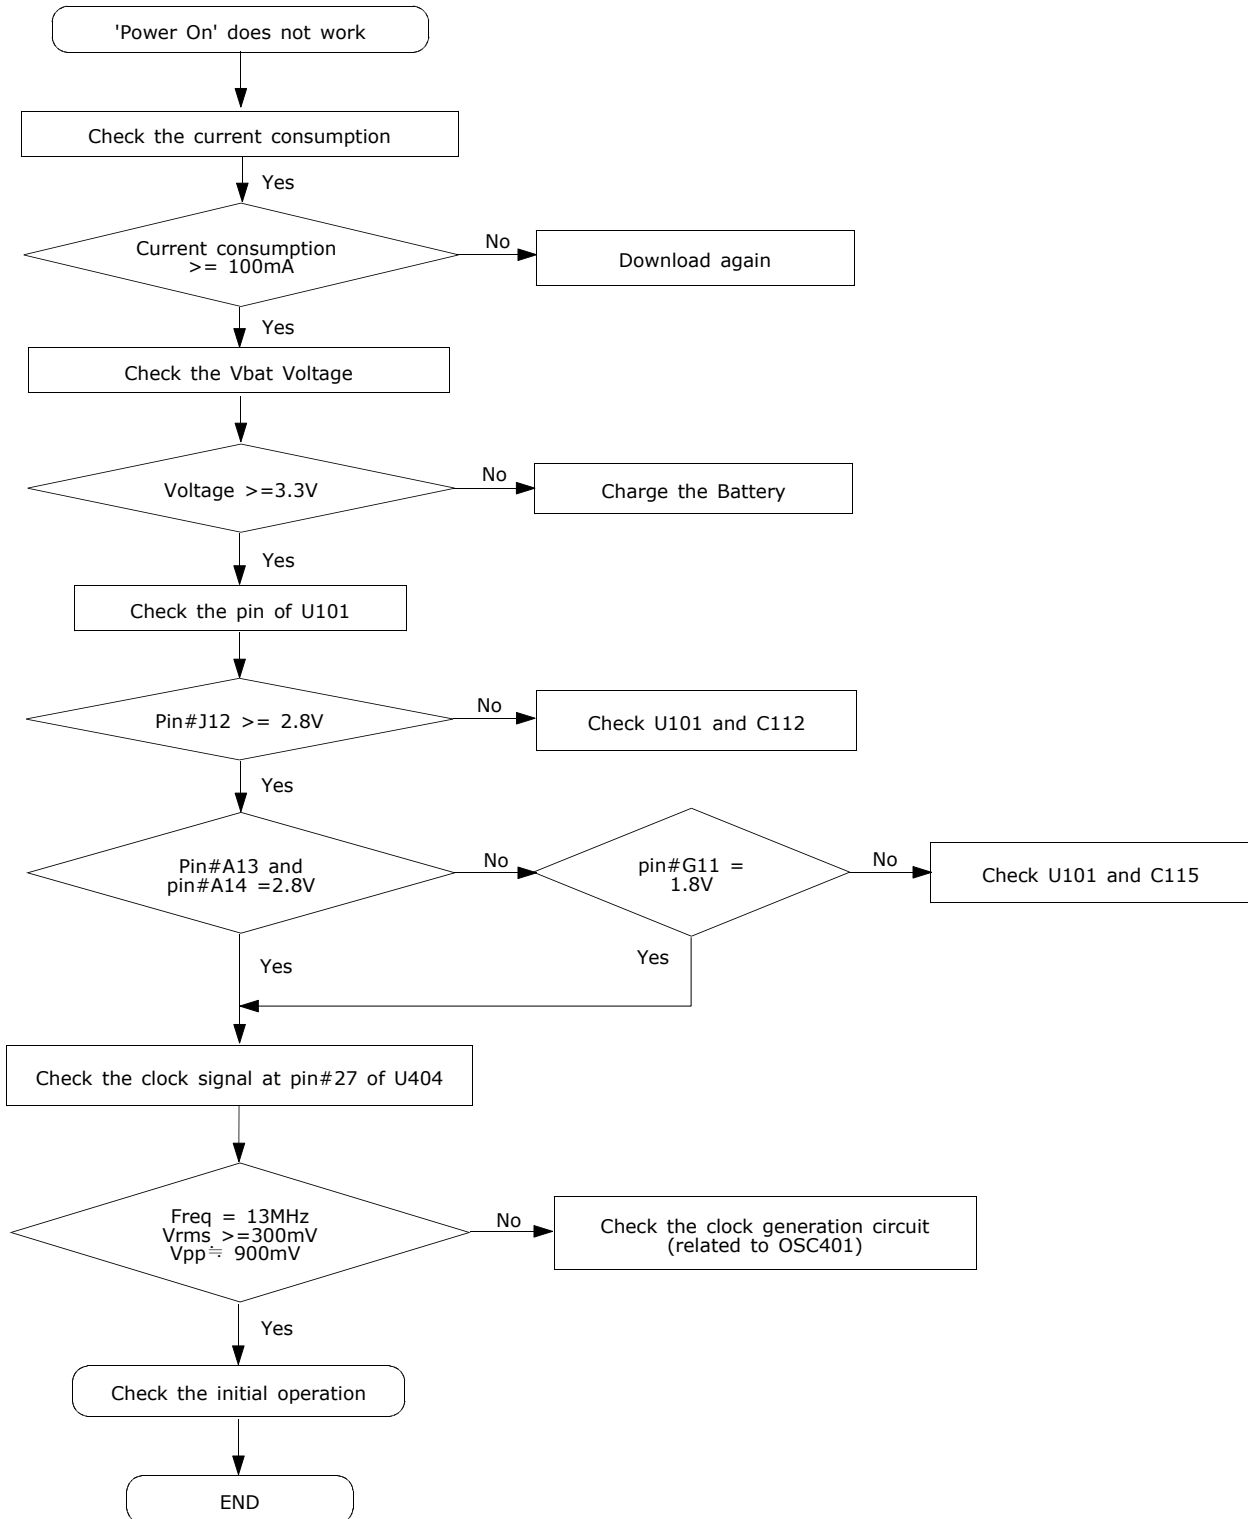 'Power On' does not work
Check the current consumption
Yes
Current consumption
>= 100mA
No
Download again
Yes
Check the Vbat Voltage
Voltage >=3.3V
No
Charge the Battery
Yes
Check the pin of U101
Pin#J12 >= 2.8V
No
Check U101 and C112
Yes
Pin#A13 and
pin#A14 =2.8V
No
pin#G11 =
1.8V
No
Check U101 and C115
Yes
Yes
Check the clock signal at pin#27 of U404
Freq = 13MHz
Vrms >=300mV
Vpp≒ 900mV
No
Check the clock generation circuit
(related to OSC401)
Yes
Check the initial operation
END